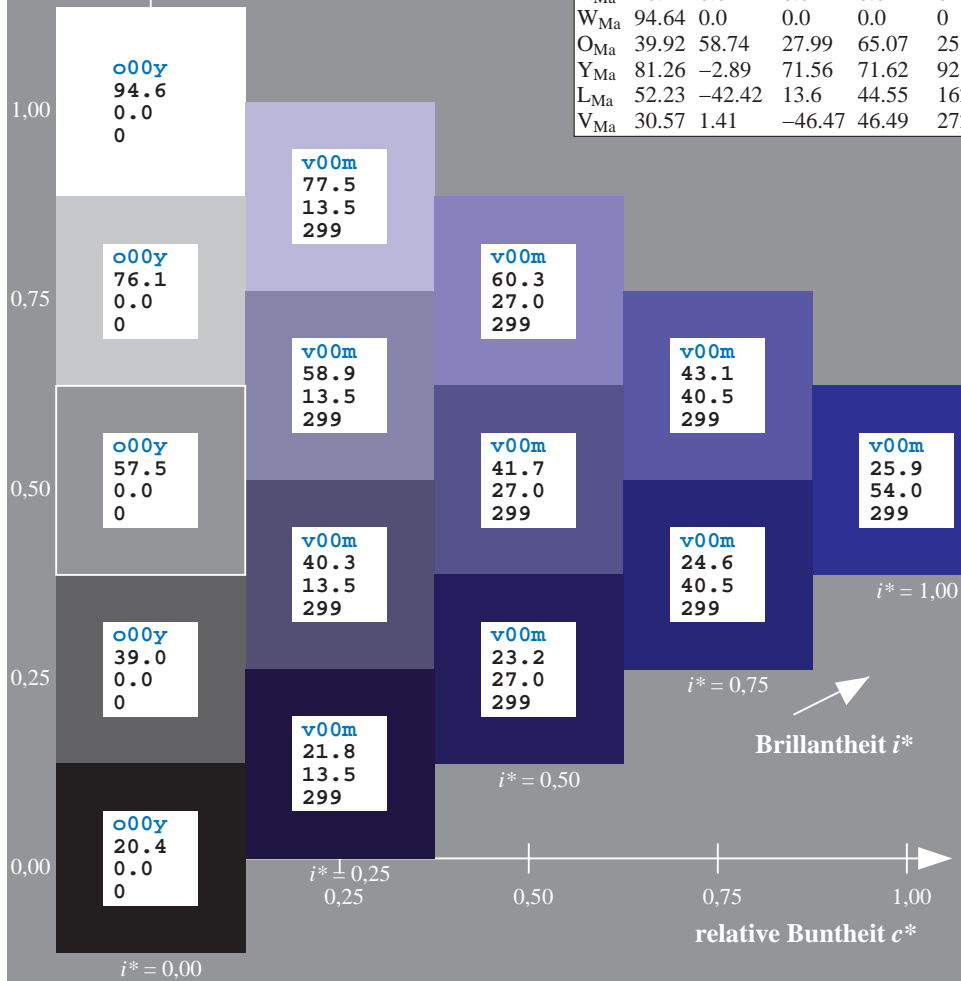 W_Ma 94.64 0.0 0.0 0.0 0
O_Ma 39.92 58.74 27.99 65.07 25
Y_Ma 81.26 −2.89 71.56 71.62 92
L_Ma 52.23 −42.42 13.6 44.55
V_Ma 30.57 1.41 −46.47 46.49
o00y
94.6
0.0
0
1,00
v00m
77.5
13.5
299
o00y
76.1
0.0
0
v00m
60.3
27.0
299
0,75
v00m
58.9
13.5
299
v00m
43.1
40.5
299
o00y
57.5
0.0
0
v00m
41.7
27.0
299
v00m
25.9
54.0
299
0,50
v00m
40.3
13.5
299
v00m
24.6
40.5
299
i* = 1,00
o00y
39.0
0.0
0
v00m
23.2
27.0
299
0,25
i* = 0,75
v00m
21.8
13.5
299
Brillantheit i*
i* = 0,50
o00y
20.4
0.0
0
0,00
i* = 0,25
0,25 0,50 0,75 1,00
relative Buntheit c*
i* = 0,00